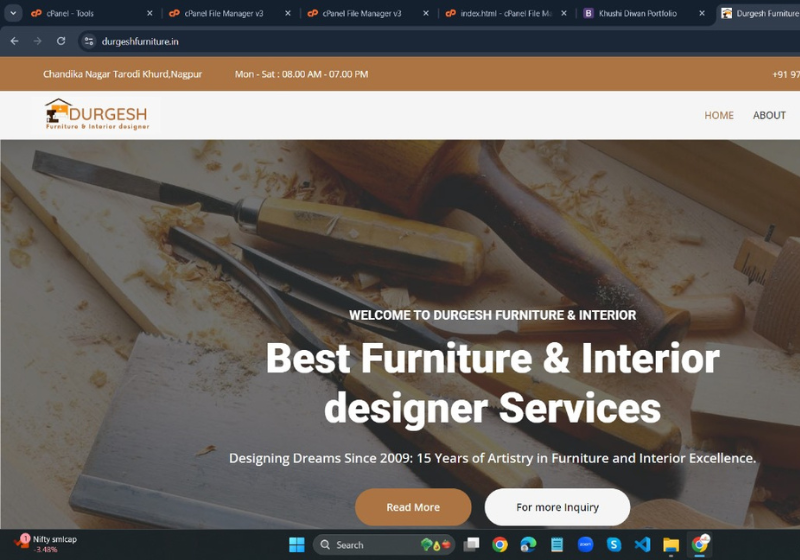 cPanel - Tools
cPanel File Manager v3
cPanel File Manager v3
index.html - cPanel File M
Khushi Diwan Portfolio
Durgesh Furniture
durgeshfurniture.in
Chandika Nagar Tarodi Khurd,Nagpur
Mon - Sat : 08.00 AM - 07.00 PM
+91 97
DURGESH
Furniture & Interior designer
HOME
ABOUT
WELCOME TO DURGESH FURNITURE & INTERIOR
Best Furniture & Interior
designer Services
Designing Dreams Since 2009: 15 Years of Artistry in Furniture and Interior Excellence.
Read More
For more Inquiry
1
Nifty smlcap
-3.48%
Search